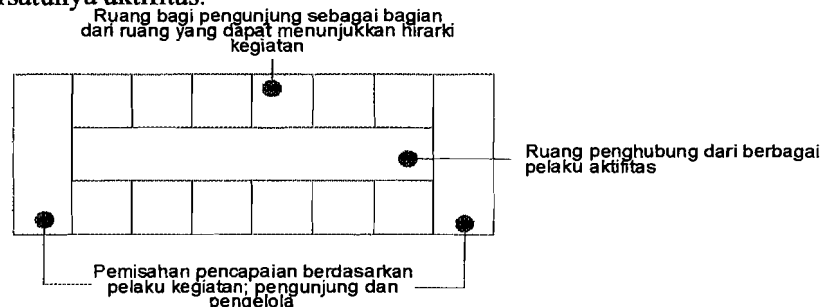 aktifitas.
Ruang bagi pengunjung sebagai bagian
dari ruang yang dapat menunjukkan hirarki
kegiatan
Ruang penghubung dari berbagai
pelaku aktifitas
Pemisahan pencapaian berdasarkan
pelaku kegiatan; pengunjung dan
pengelola